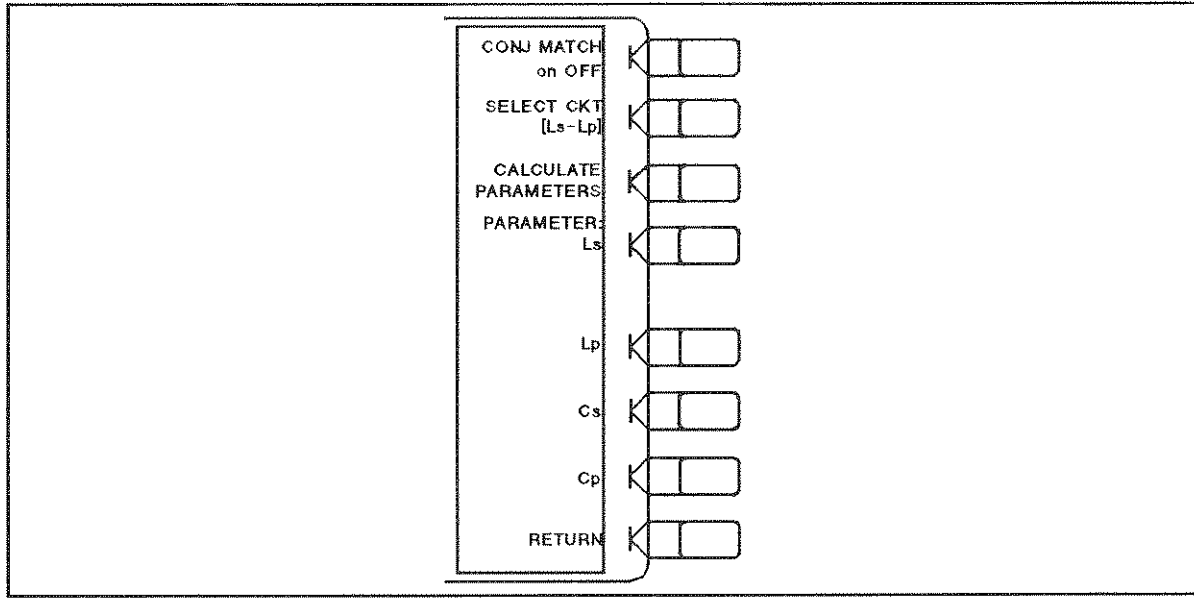 CONJ MATCH
on OFF
SELECT CKT
[Ls-Lp]
CALCULATE
PARAMETERS
PARAMETER:
Ls
Lp
Cs
Cp
RETURN